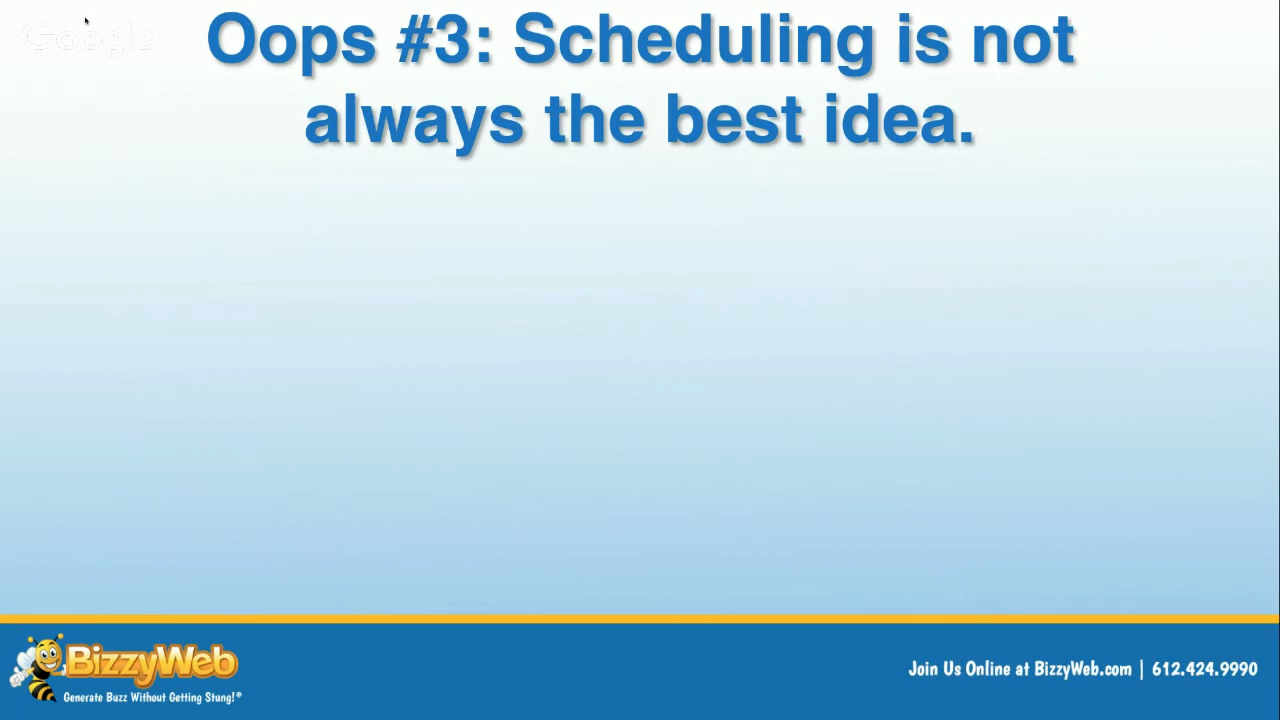 Google
Oops #3: Scheduling is not
always the best idea.
BizzyWeb
Generate Buzz Without Getting Stung!®
Join Us Online at BizzyWeb.com | 612.424.9990